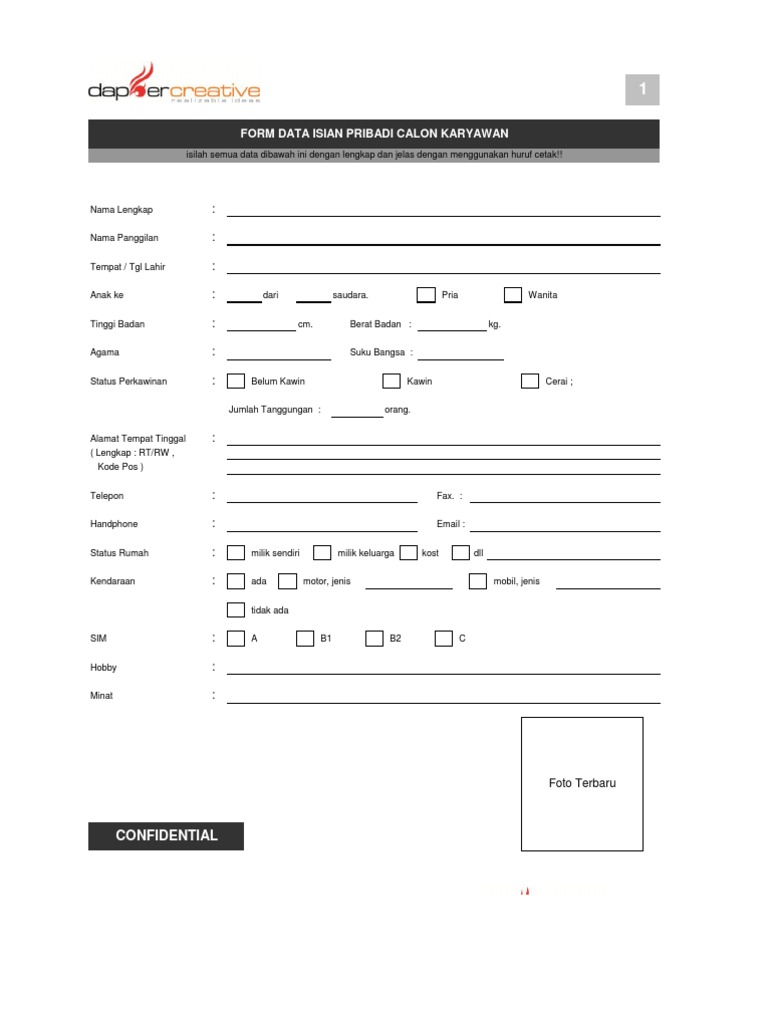 dapurcreative
realizable ideas
1
FORM DATA ISIAN PRIBADI CALON KARYAWAN
isilah semua data dibawah ini dengan lengkap dan jelas dengan menggunakan huruf cetak!!
Nama Lengkap :
Nama Panggilan :
Tempat / Tgl Lahir :
Anak ke : dari saudara. Pria Wanita
Tinggi Badan : cm. Berat Badan : kg.
Agama : Suku Bangsa :
Status Perkawinan : Belum Kawin Kawin Cerai ;
Jumlah Tanggungan : orang.
Alamat Tempat Tinggal :
( Lengkap : RT/RW ,
Kode Pos )
Telepon : Fax. :
Handphone : Email :
Status Rumah : milik sendiri milik keluarga kost dll
Kendaraan : ada motor, jenis mobil, jenis
tidak ada
SIM : A B1 B2 C
Hobby :
Minat :
Foto Terbaru
CONFIDENTIAL